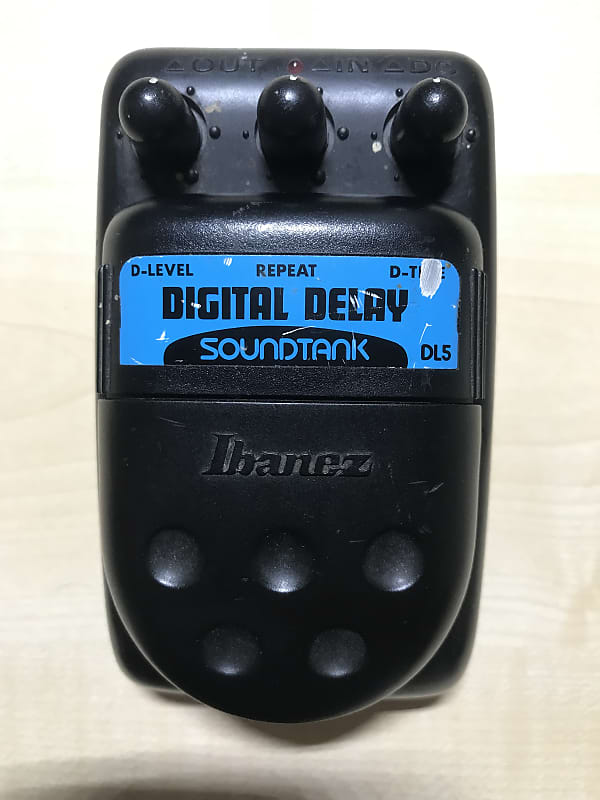 △OUT △IN △DC
D-LEVEL REPEAT
DIGITAL DELAY
SOUNDTANK DL5
Ibanez